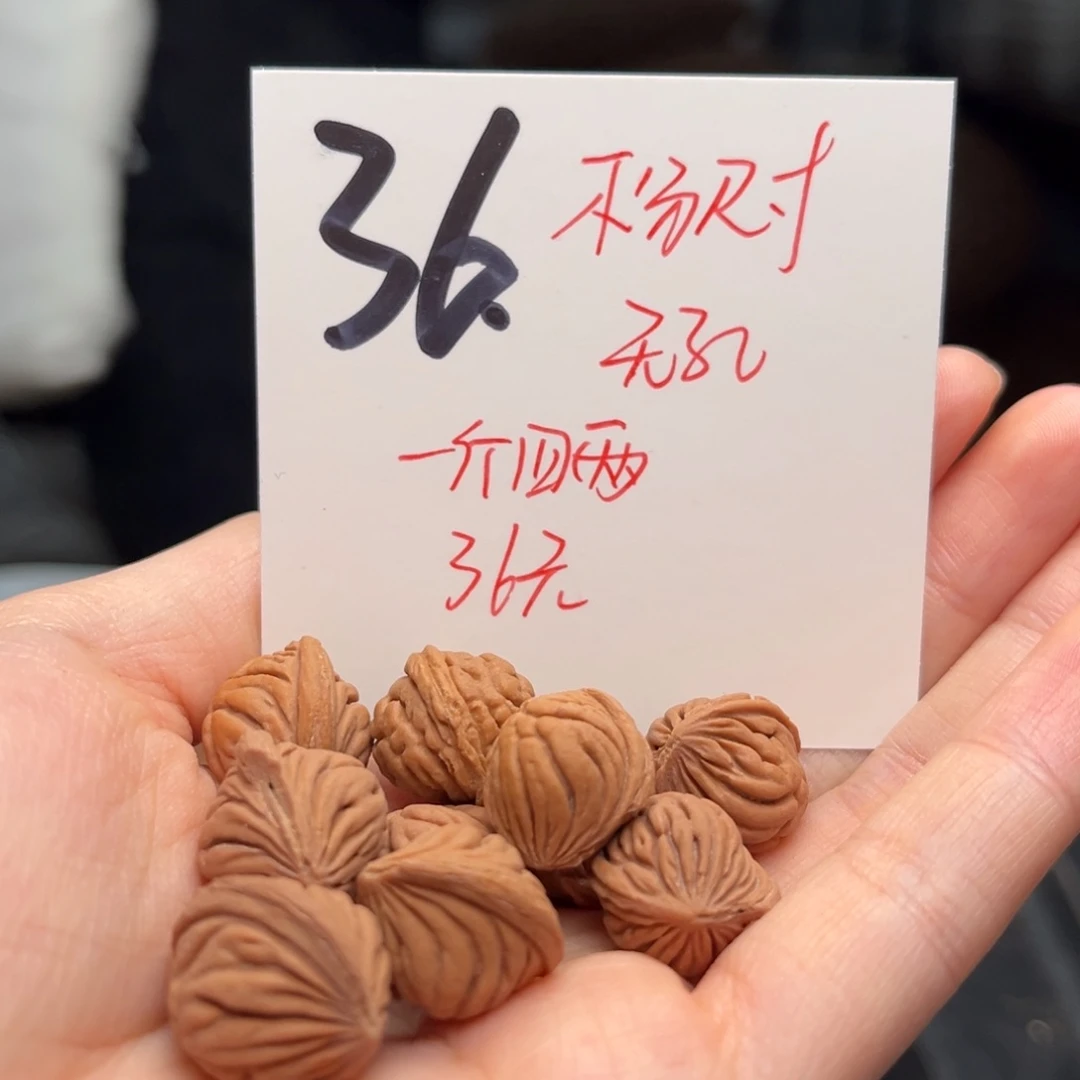 36.
不分尺寸
无孔
一斤四两
36元